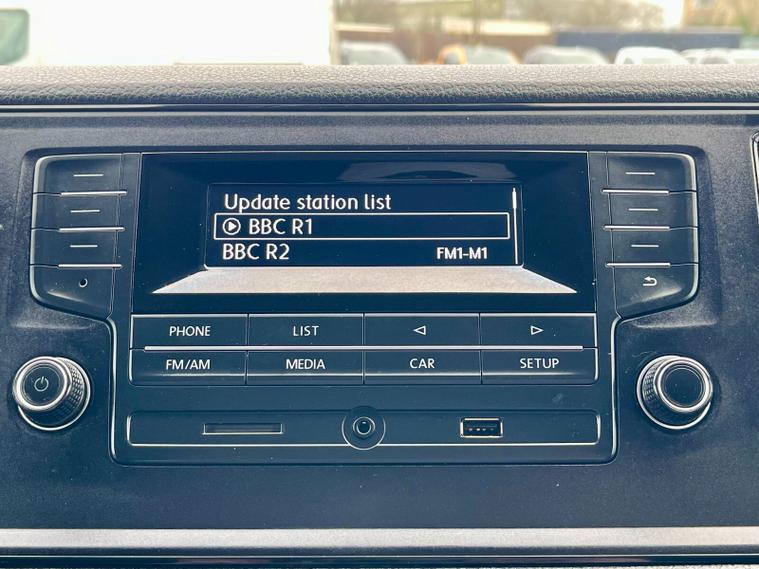 Update station list
BBC R1
BBC R2 FM1-M1
PHONE LIST
FM/AM MEDIA CAR SETUP